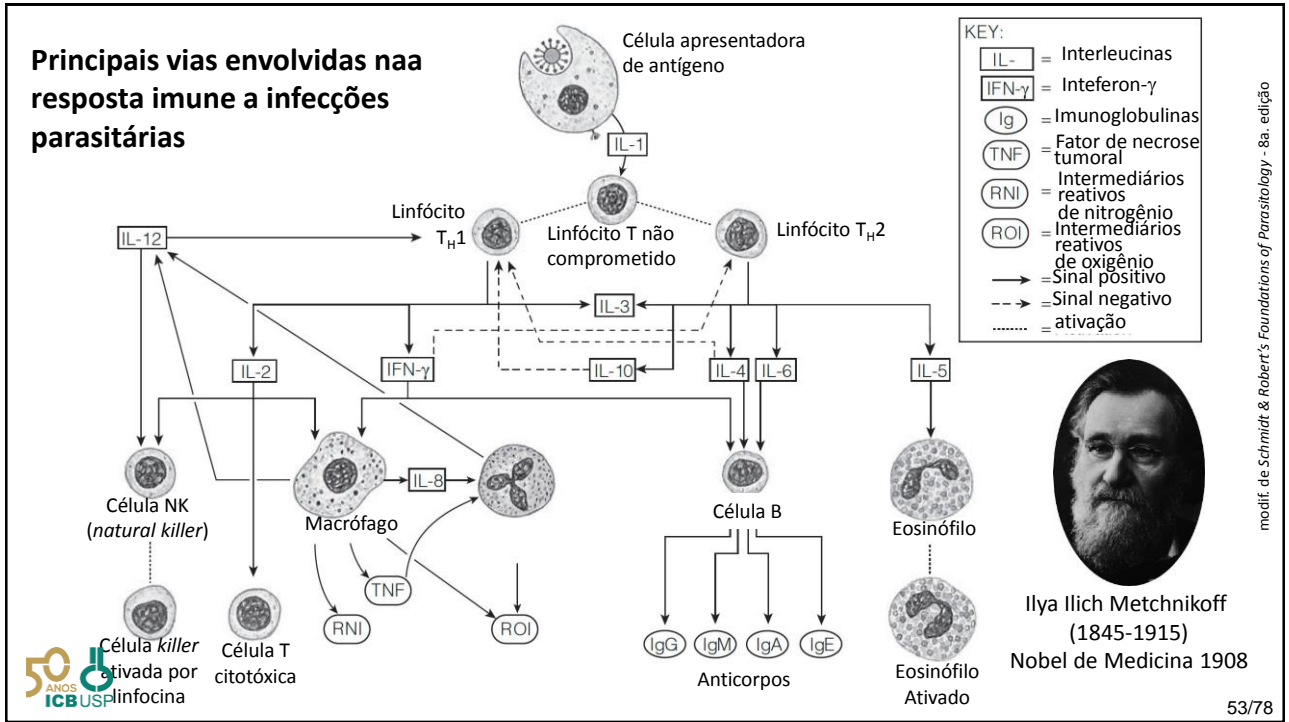 Principais vias envolvidas naa
resposta imune a infecções
parasitárias
Célula apresentadora
de antígeno
IL-1
Linfócito
T_H1
Linfócito T não
comprometido
Linfócito T_H2
IL-12
IL-3
IL-2
IFN-γ
IL-10
IL-4
IL-6
IL-5
Célula NK
(natural killer)
Macrófago
IL-8
Célula B
Eosinófilo
TNF
RNI
ROI
IgG
IgM
IgA
IgE
Anticorpos
Célula killer
ativada por
linfocina
Célula T
citotóxica
Eosinófilo
Ativado
KEY:
IL- = Interleucinas
IFN-γ = Inteferon-γ
Ig = Imunoglobulinas
TNF = Fator de necrose
tumoral
RNI = Intermediários
reativos
de nitrogênio
ROI = Intermediários
reativos
de oxigênio
=Sinal positivo
=Sinal negativo
= ativação
modif. de Schmidt & Robert's Foundations of Parasitology - 8a. edição
Ilya Ilich Metchnikoff
(1845-1915)
Nobel de Medicina 1908
50
ANOS
ICBUSP
53/78